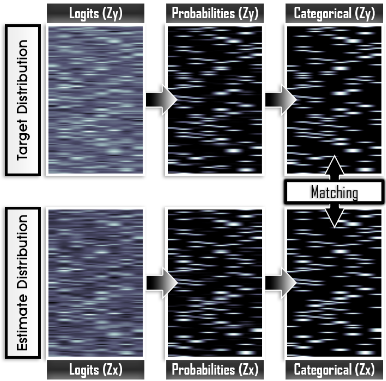 Logits (Zy)
Probabilities (Zy)
Categorical (Zy)
Target Distribution
Matching
Estimate Distribution
Logits (Zx)
Probabilities (Zx)
Categorical (Zx)